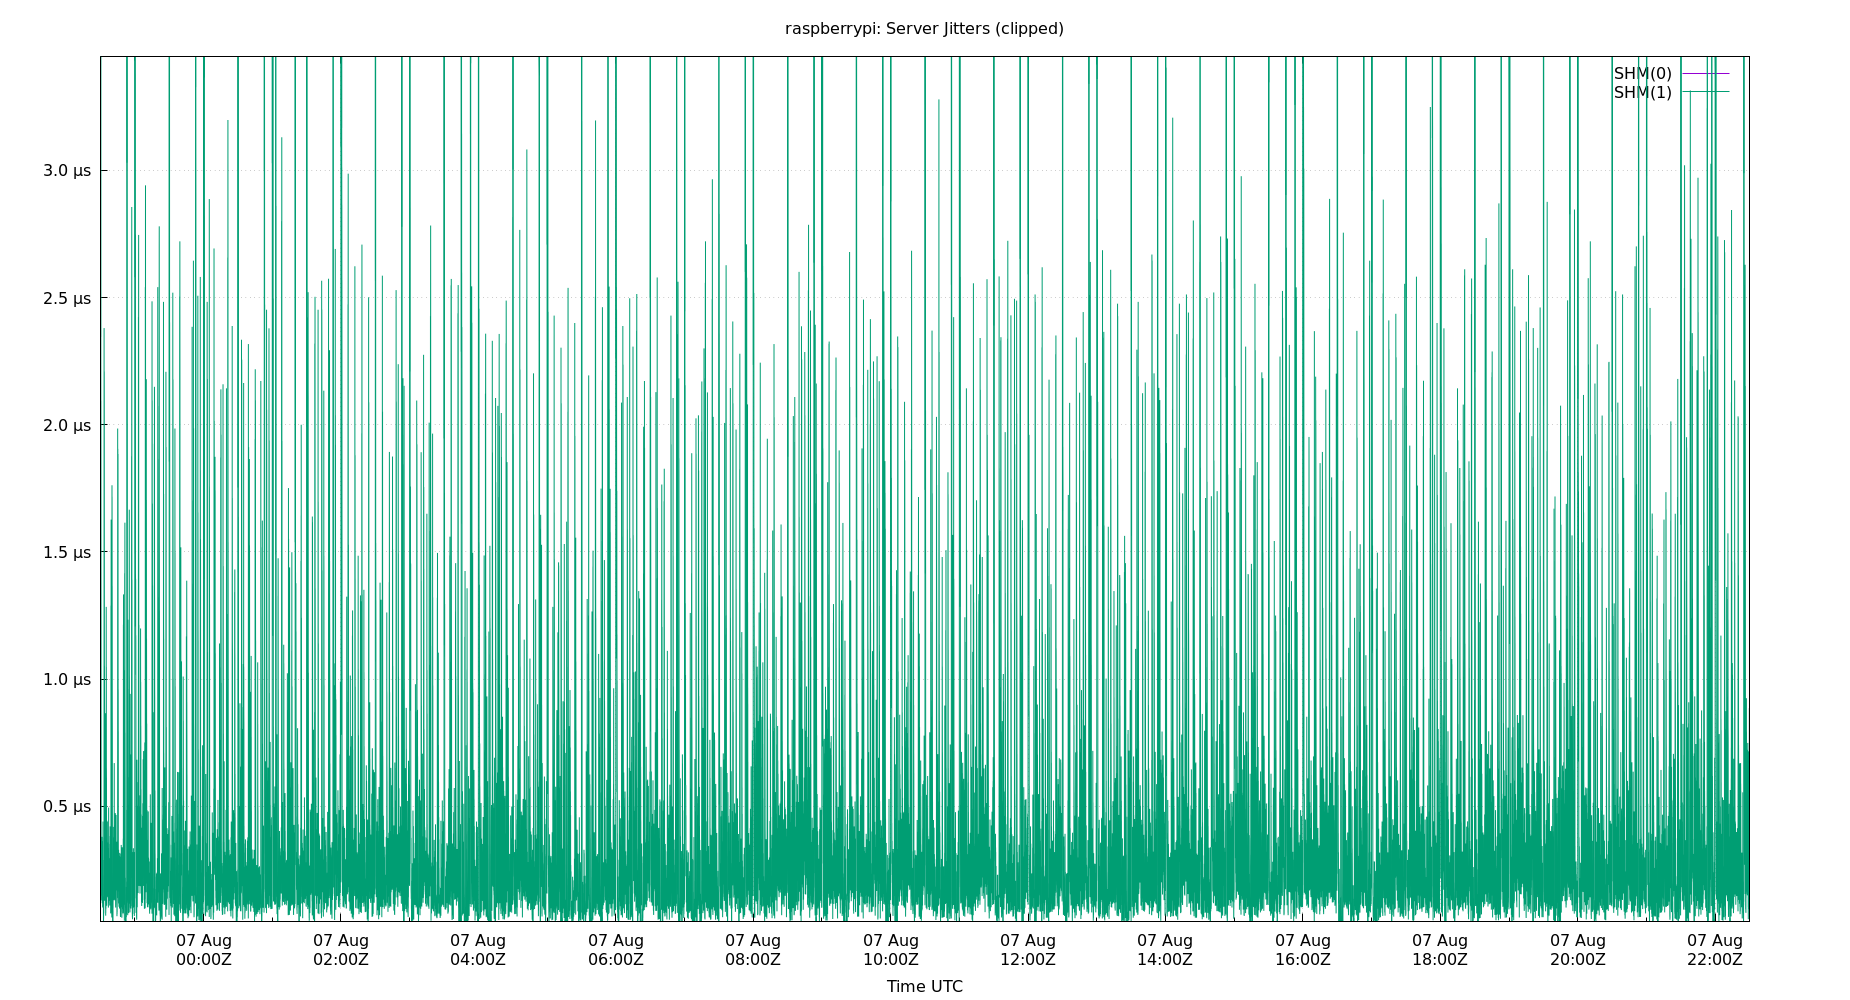 raspberrypi: Server Jitters (clipped)
SHM(0)
SHM(1)
3.0 µs
2.5 µs
2.0 µs
1.5 µs
1.0 µs
0.5 µs
07 Aug 07 Aug 07 Aug 07 Aug 07 Aug 07 Aug 07 Aug 07 Aug 07 Aug 07 Aug 07 Aug 07 Aug
00:00Z 02:00Z 04:00Z 06:00Z 08:00Z 10:00Z 12:00Z 14:00Z 16:00Z 18:00Z 20:00Z 22:00Z
Time UTC